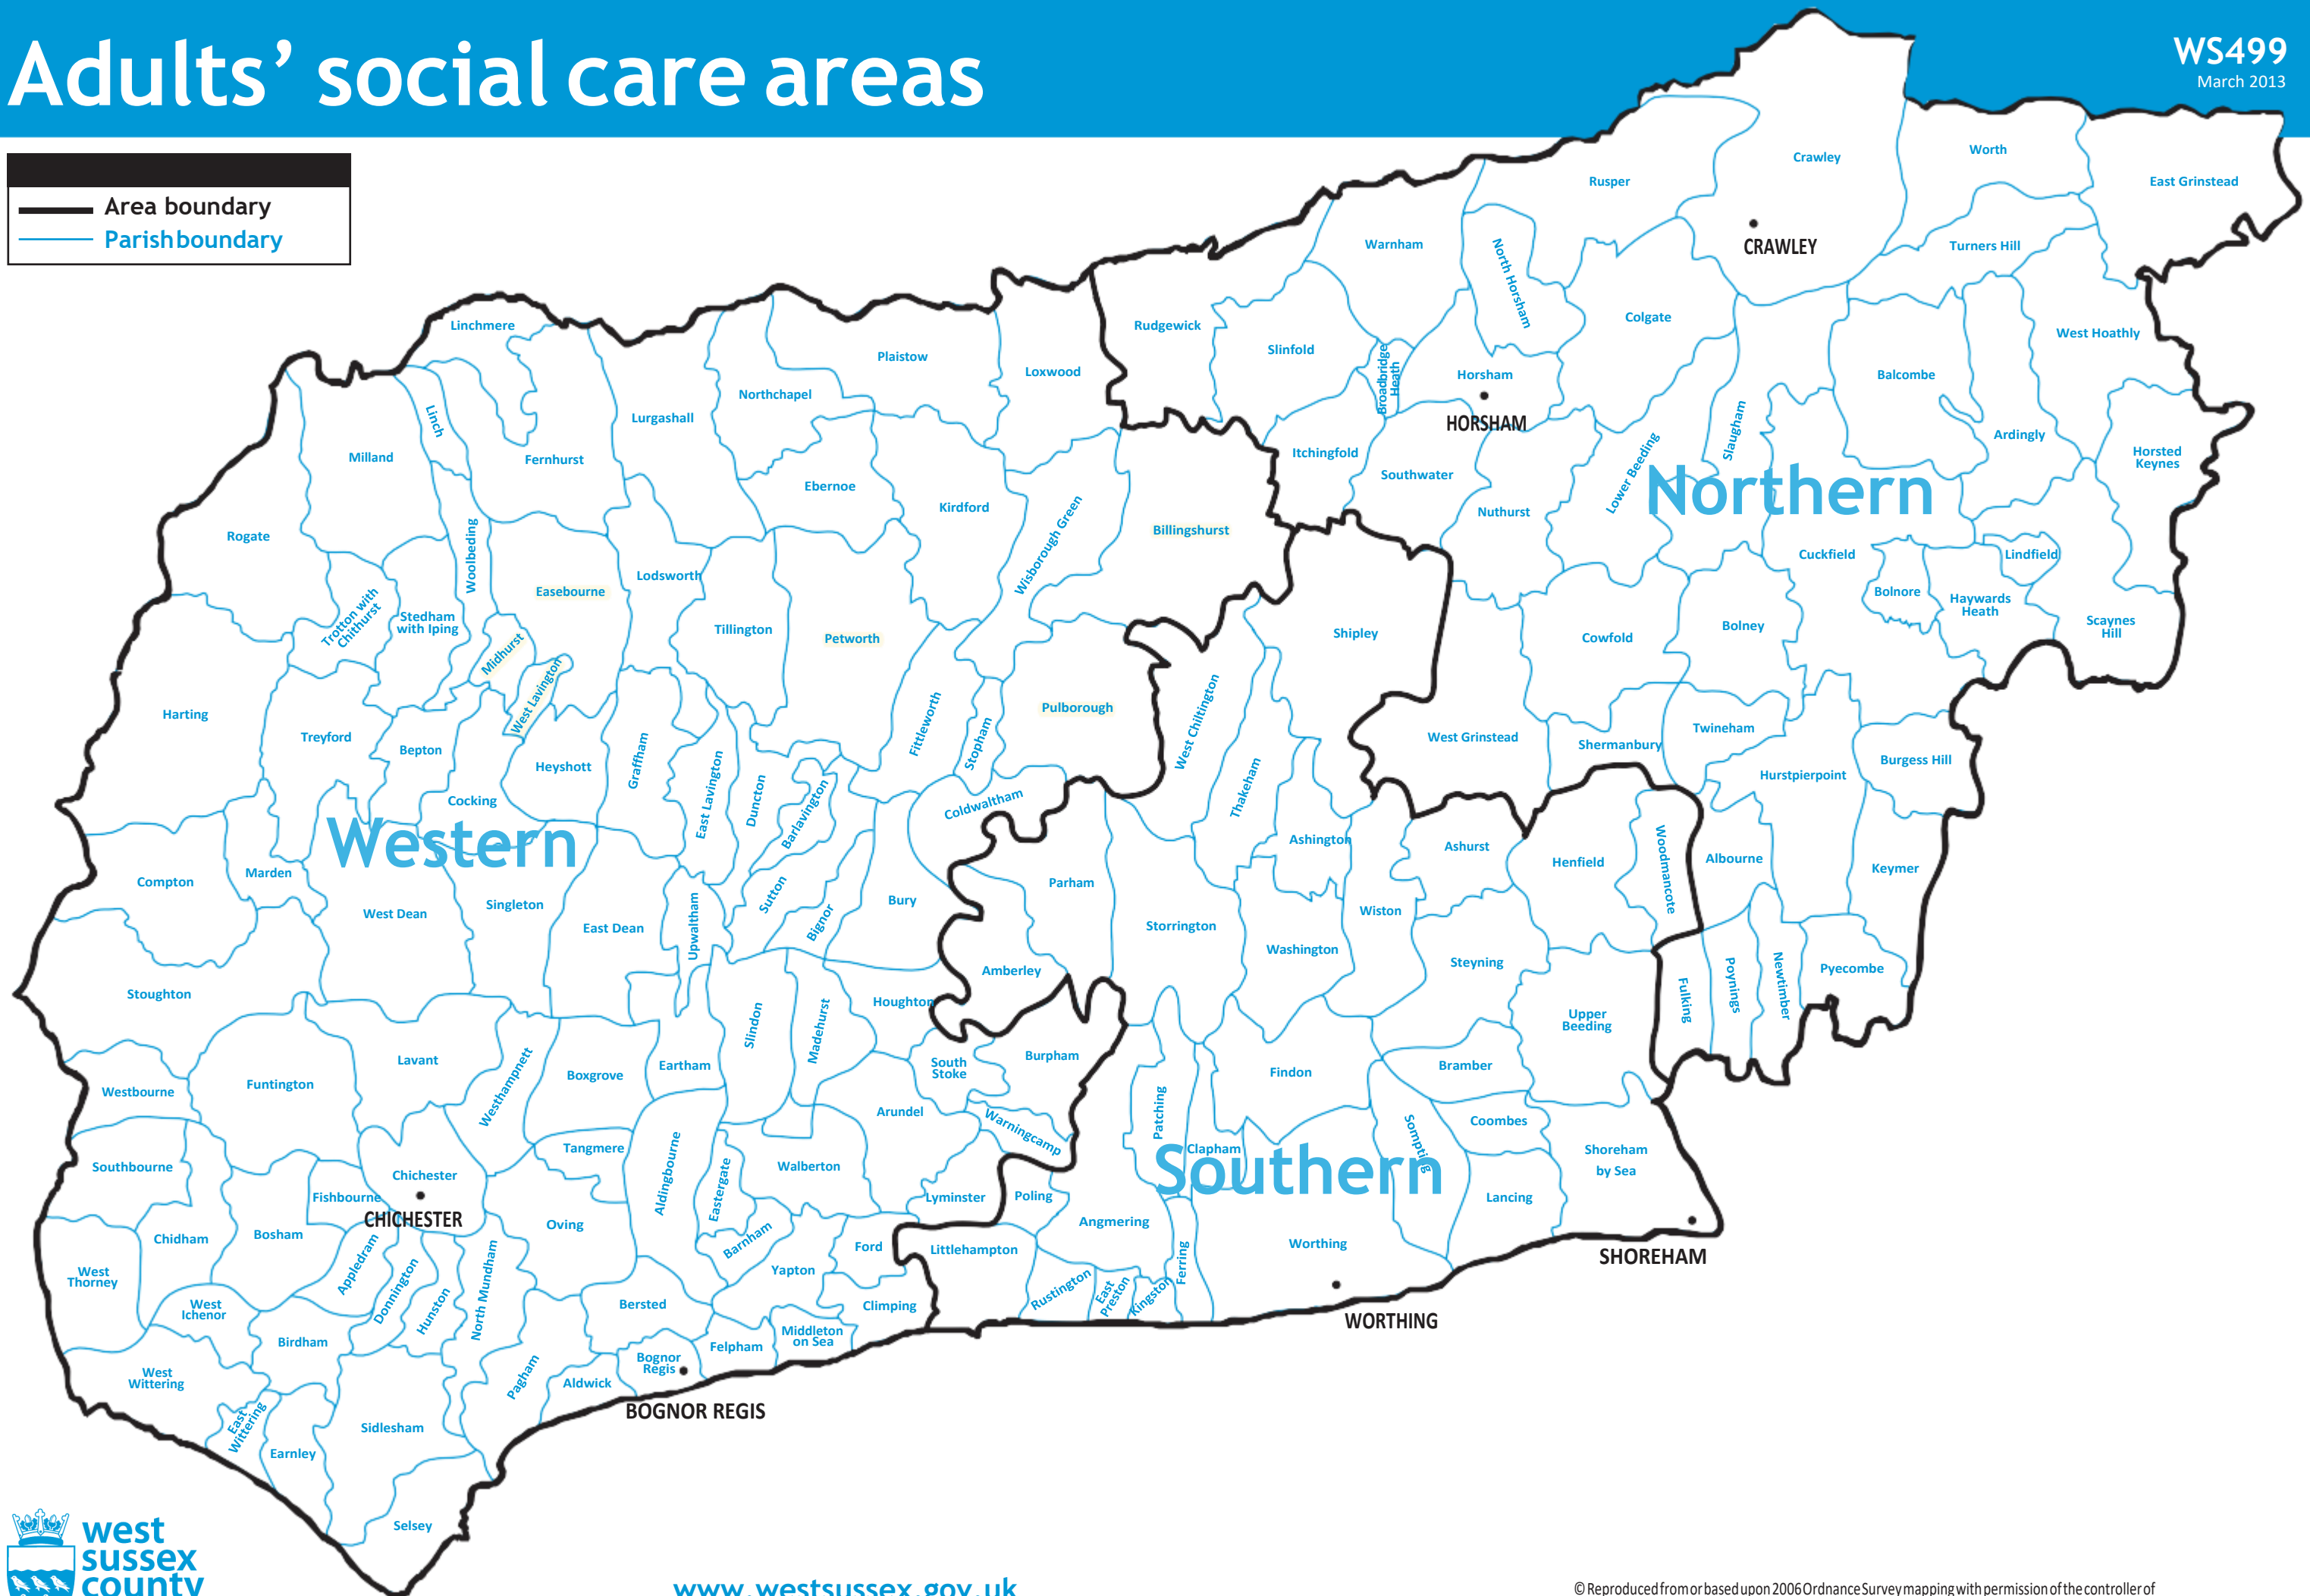 Adults’ social care areas
WS499
March 2013
Area boundary
Parish boundary
Crawley
Worth
East Grinstead
Rusper
CRAWLEY
Turners Hill
Warnham
North Horsham
Colgate
Rudgewick
Slinfold
Broadbridge
Heath
Horsham
HORSHAM
Balcombe
West Hoathly
Slaugham
Ardingly
Horsted
Keynes
Itchingfold
Southwater
Nuthurst
Lower Beeding
Northern
Cuckfield
Lindfield
Bolnore
Haywards
Heath
Scaynes
Hill
Cowfold
Bolney
West Grinstead
Shermanbury
Twineham
Hurstpierpoint
Burgess Hill
Albourne
Keymer
Fulking
Poynings
Newtimber
Pyecombe
Linchmere
Plaistow
Loxwood
Northchapel
Lurgashall
Linch
Milland
Fernhurst
Ebernoe
Kirdford
Wisborough Green
Billingshurst
Rogate
Woolbeding
Easebourne
Lodsworth
Trotton with
Chithurst
Stedham
with Iping
Midhurst
West Lavington
Tillington
Petworth
Fittleworth
Stopham
Pulborough
Harting
Treyford
Bepton
Heyshott
Graffham
East Lavington
Duncton
Barlavington
Coldwaltham
Cocking
Western
Compton
Marden
West Dean
Singleton
East Dean
Upwaltham
Sutton
Bignor
Bury
Stoughton
Slindon
Madehurst
Houghton
Westbourne
Funtington
Lavant
Westhampnett
Boxgrove
Eartham
South
Stoke
Burpham
Arundel
Warningcamp
Southbourne
Chichester
Fishbourne
CHICHESTER
Tangmere
Aldingbourne
Eastergate
Walberton
Lyminster
Chidham
Bosham
Appledram
Donnington
Hunston
North Mundham
Oving
Barnham
Ford
Yapton
West
Thorney
West
Ichenor
Birdham
Bersted
Climping
Middleton
on Sea
Felpham
Bognor
Regis
Pagham
Aldwick
BOGNOR REGIS
West
Wittering
East
Wittering
Earnley
Sidlesham
Selsey
Shipley
West Chiltington
Thakeham
Ashington
Ashurst
Henfield
Woodmancote
Parham
Storrington
Wiston
Washington
Amberley
Steyning
Upper
Beeding
Findon
Bramber
Patching
Clapham
Southern
Sompting
Coombes
Shoreham
by Sea
Lancing
Poling
Angmering
Littlehampton
Worthing
Ferring
Rustington
East
Preston
Kingston
SHOREHAM
WORTHING
west
sussex
county
www.westsussex.gov.uk
© Reproduced from or based upon 2006 Ordnance Survey mapping with permission of the controller of